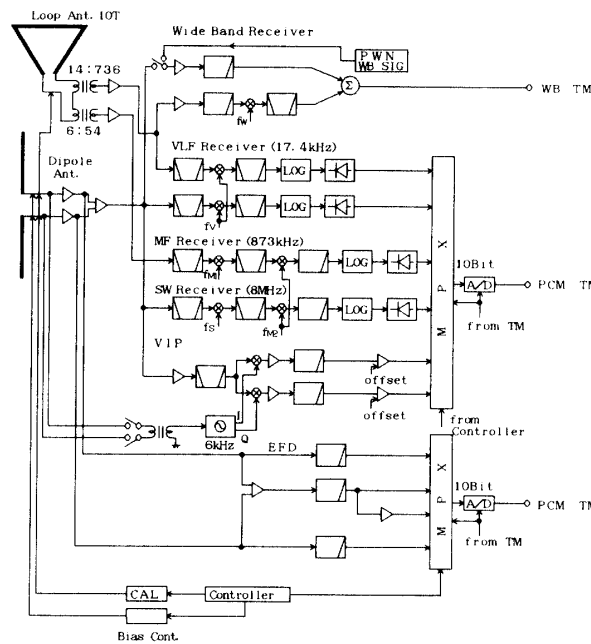 Loop Ant. 10T
Wide Band Receiver
PWN
WB SIG
14:736
6:54
Σ
WB TM
fW
VLF Receiver (17.4kHz)
Dipole
Ant.
LOG
LOG
fV
MF Receiver (873kHz)
LOG
fM1
SW Receiver (8MHz)
LOG
fS
fM2
M P X
10Bit
A/D
PCM TM
from TM
VIP
offset
offset
I
Q
6kHz
from
Controller
EFD
M P X
10Bit
A/D
PCM TM
from TM
CAL
Controller
Bias Cont.